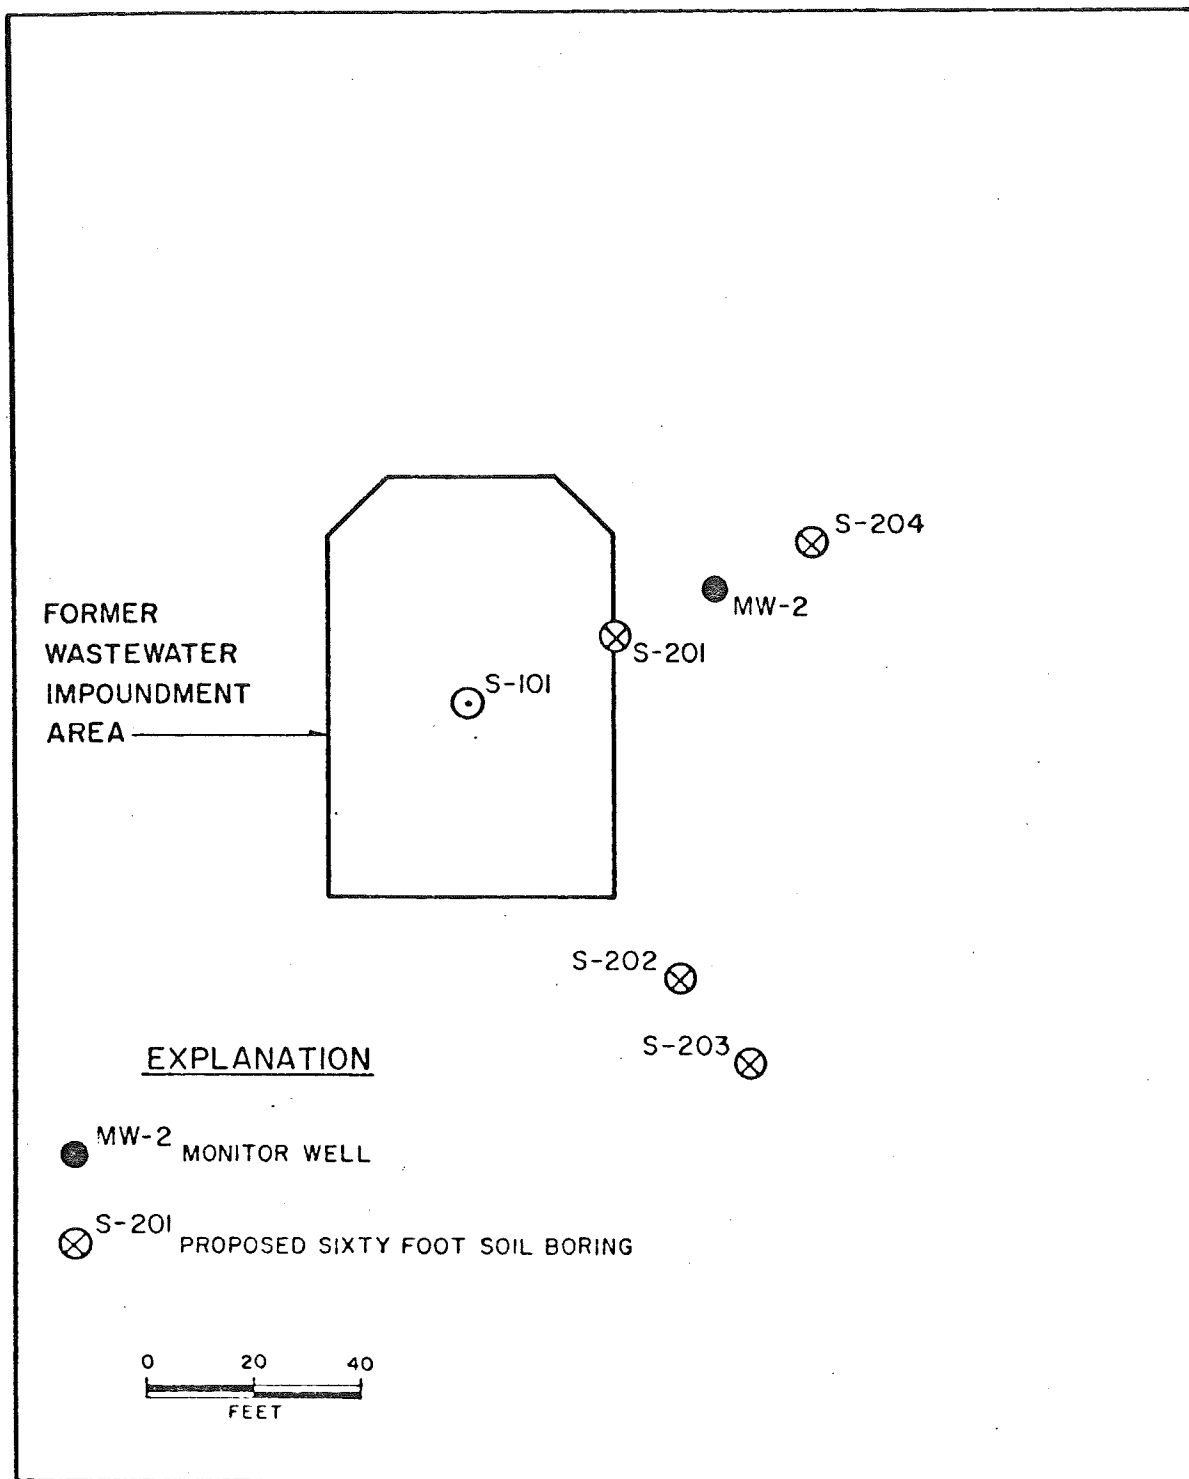 S-204
MW-2
FORMER
WASTEWATER
IMPOUNDMENT
AREA
S-201
S-101
S-202
S-203
EXPLANATION
MW-2 MONITOR WELL
S-201 PROPOSED SIXTY FOOT SOIL BORING
0 20 40
FEET